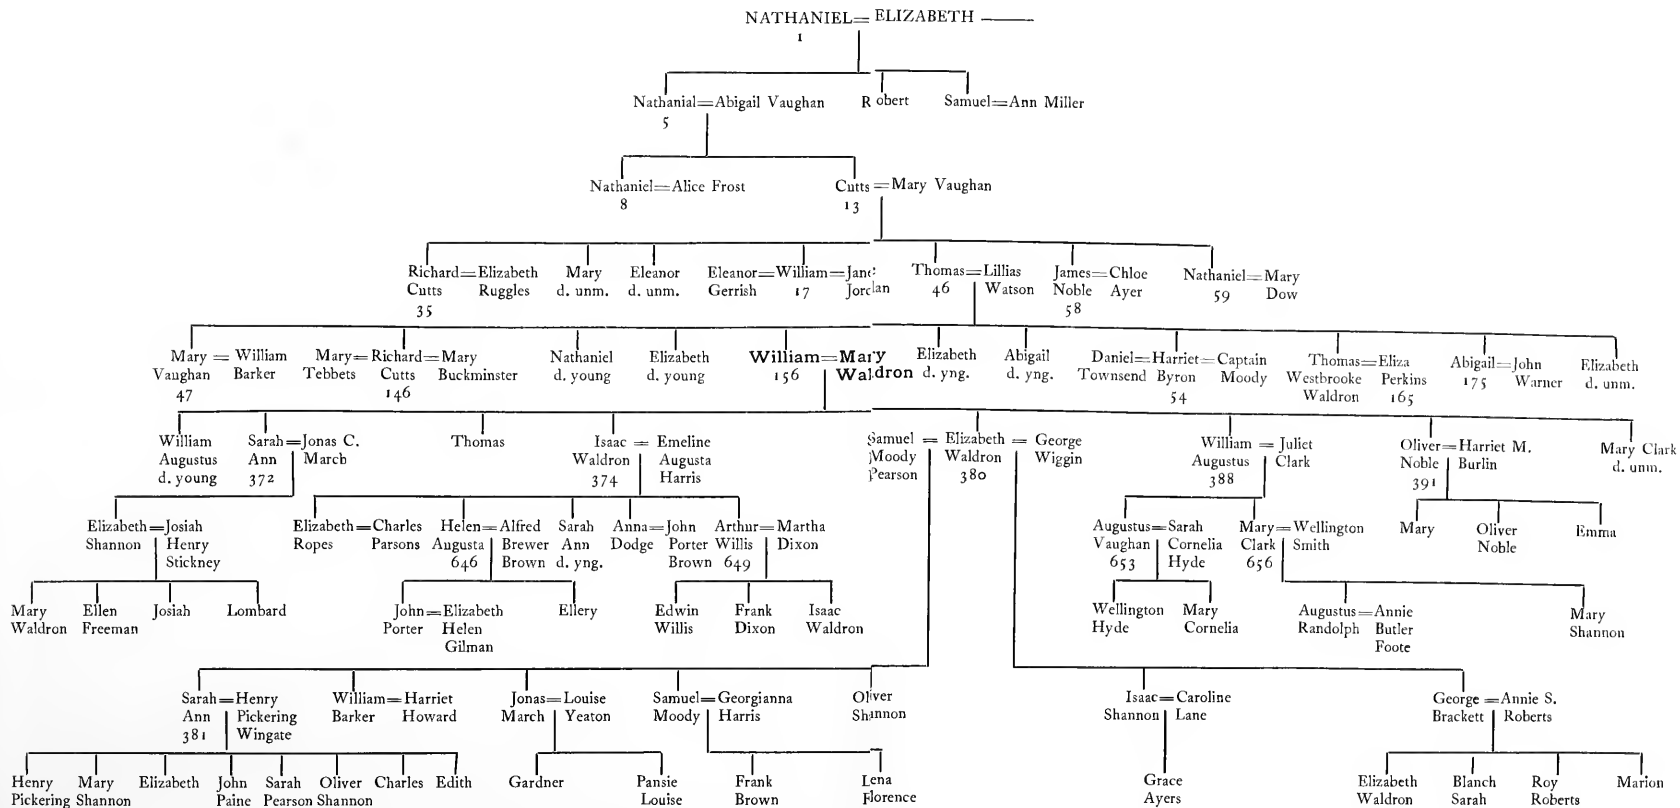 NATHANIEL=ELIZABETH ———
1
Nathanial=Abigail Vaughan Robert Samuel=Ann Miller
5
Nathaniel=Alice Frost Cutts=Mary Vaughan
8 13
Richard=Elizabeth Mary Eleanor Eleanor=William=Jane Thomas=Lillias James=Chloe Nathaniel=Mary
Cutts Ruggles d. unm. d. unm. Gerrish 17 Jordan 46 Watson Noble Ayer 59 Dow
35 58
Mary = William Mary=Richard=Mary Nathaniel Elizabeth William=Mary Elizabeth Abigail Daniel=Harriet=Captain Thomas=Eliza Abigail=John Elizabeth
Vaughan Barker Tebbets Cutts Buckminster d. young d. young 156 Waldron d. yng. d. yng. Townsend Byron Moody Westbrooke Perkins 175 Warner d. unm.
47 146 54 Waldron 165
William Sarah=Jonas C. Thomas Isaac = Emeline Samuel = Elizabeth = George William = Juliet Oliver=Harriet M. Mary Clark
Augustus Ann March Waldron Augusta Moody Waldron Wiggin Augustus Clark Noble Burlin d. unm.
d. young 372 374 Harris Pearson 380 388 391
Elizabeth=Josiah Elizabeth=Charles Helen=Alfred Sarah Anna=John Arthur=Martha Augustus=Sarah Mary=Wellington Mary Oliver Emma
Shannon Henry Ropes Parsons Augusta Brewer Ann Dodge Porter Willis Dixon Vaughan Cornelia Clark Smith Noble
Stickney 646 Brown d. yng. Brown 649 653 Hyde 656
Mary Ellen Josiah Lombard John=Elizabeth Ellery Edwin Frank Isaac Wellington Mary Augustus=Annie Mary
Waldron Freeman Porter Helen Willis Dixon Waldron Hyde Cornelia Randolph Butler Shannon
Gilman Foote
Sarah=Henry William=Harriet Jonas=Louise Samuel=Georgianna Oliver Isaac=Caroline George=Annie S.
Ann Pickering Barker Howard March Yeaton Moody Harris Shannon Shannon Lane Brackett Roberts
381 Wingate
Henry Mary Elizabeth John Sarah Oliver Charles Edith Gardner Pansie Frank Lena Grace Elizabeth Blanch Roy Marion
Pickering Shannon Paine Pearson Shannon Louise Brown Florence Ayers Waldron Sarah Roberts